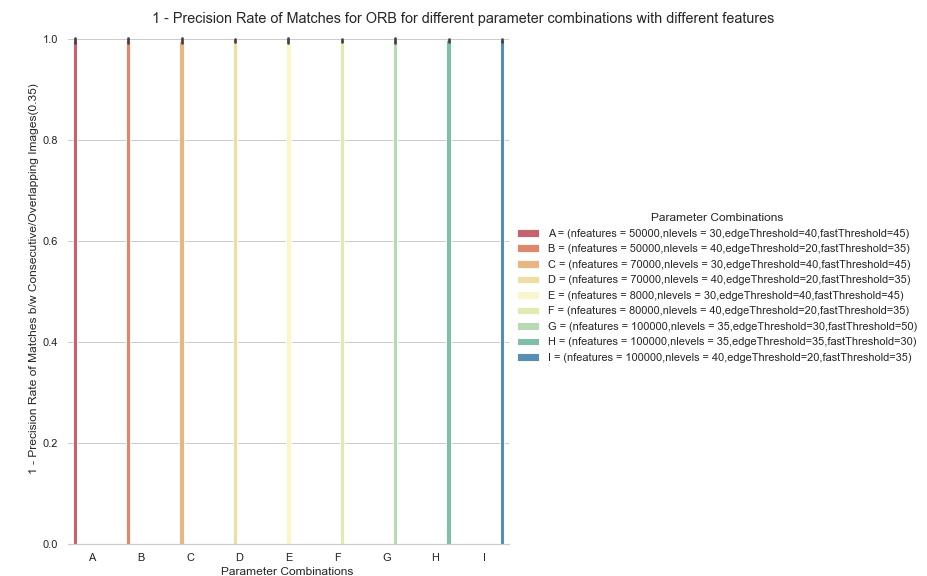 1 - Precision Rate of Matches for ORB for different parameter combinations with different features
1 - Precision Rate of Matches b/w Consecutive/Overlapping Images(0.35)
1.0
0.8
0.6
0.4
0.2
0.0
A B C D E F G H I
Parameter Combinations
Parameter Combinations
A = (nfeatures = 50000,nlevels = 30,edgeThreshold=40,fastThreshold=45)
B = (nfeatures = 50000,nlevels = 40,edgeThreshold=20,fastThreshold=35)
C = (nfeatures = 70000,nlevels = 30,edgeThreshold=40,fastThreshold=45)
D = (nfeatures = 70000,nlevels = 40,edgeThreshold=20,fastThreshold=35)
E = (nfeatures = 8000,nlevels = 30,edgeThreshold=40,fastThreshold=45)
F = (nfeatures = 80000,nlevels = 40,edgeThreshold=20,fastThreshold=35)
G = (nfeatures = 100000,nlevels = 35,edgeThreshold=30,fastThreshold=50)
H = (nfeatures = 100000,nlevels = 35,edgeThreshold=35,fastThreshold=30)
I = (nfeatures = 100000,nlevels = 40,edgeThreshold=20,fastThreshold=35)